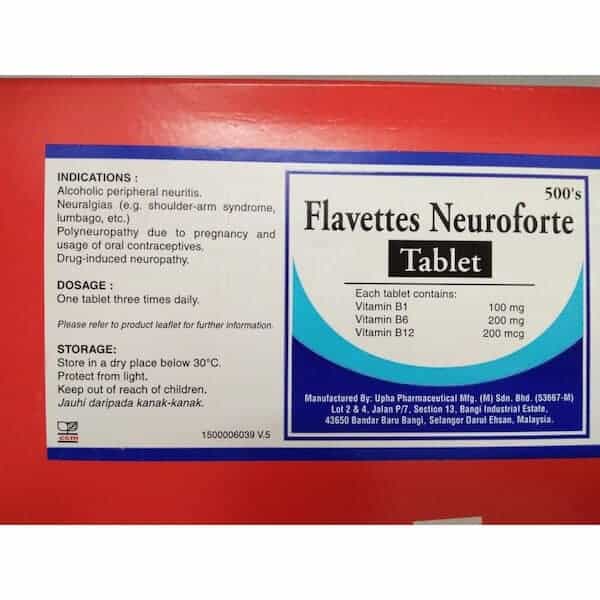 INDICATIONS :
Alcoholic peripheral neuritis.
Neuralgias (e.g. shoulder-arm syndrome,
lumbago, etc.)
Polyneuropathy due to pregnancy and
usage of oral contraceptives.
Drug-induced neuropathy.
DOSAGE :
One tablet three times daily.
Please refer to product leaflet for further information.
STORAGE:
Store in a dry place below 30°C.
Protect from light.
Keep out of reach of children.
Jauhi daripada kanak-kanak.
ccm
1500006039 V.5
500's
Flavettes Neuroforte
Tablet
Each tablet contains:
Vitamin B1 100 mg
Vitamin B6 200 mg
Vitamin B12 200 mcg
Manufactured By: Upha Pharmaceutical Mfg. (M) Sdn. Bhd. (53667-M)
Lot 2 & 4, Jalan P/7, Section 13, Bangi Industrial Estate,
43650 Bandar Baru Bangi, Selangor Darul Ehsan, Malaysia.